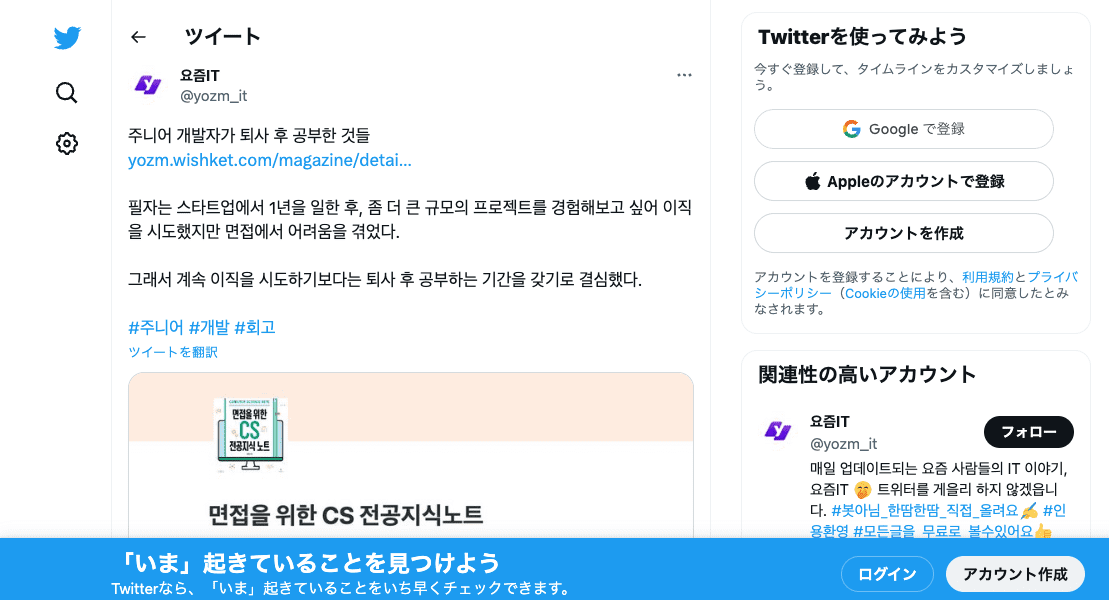 ツイート
요즘IT
@yozm_it
주니어 개발자가 퇴사 후 공부한 것들
yozm.wishket.com/magazine/detai...
필자는 스타트업에서 1년을 일한 후, 좀 더 큰 규모의 프로젝트를 경험해보고 싶어 이직
을 시도했지만 면접에서 어려움을 겪었다.
그래서 계속 이직을 시도하기보다는 퇴사 후 공부하는 기간을 갖기로 결심했다.
#주니어 #개발 #회고
ツイートを翻訳
면접을 위한
CS
전공지식 노트
면접을 위한 CS 전공지식노트
Twitterを使ってみよう
今すぐ登録して、タイムラインをカスタマイズしましょ
う。
Google で登録
Appleのアカウントで登録
アカウントを作成
アカウントを登録することにより、利用規約とプライバ
シーポリシー（Cookieの使用を含む）に同意したとみ
なされます。
関連性の高いアカウント
요즘IT
@yozm_it
フォロー
매일 업데이트되는 요즘 사람들의 IT 이야기,
요즘IT 🤭 트위터를 게을리 하지 않겠읍니
다. #봇아님_한땀한땀_직접_올려요✍️ #인
용환영 #모든글을_무료로_볼수있어요👍
「いま」起きていることを見つけよう
Twitterなら、「いま」起きていることをいち早くチェックできます。
ログイン
アカウント作成